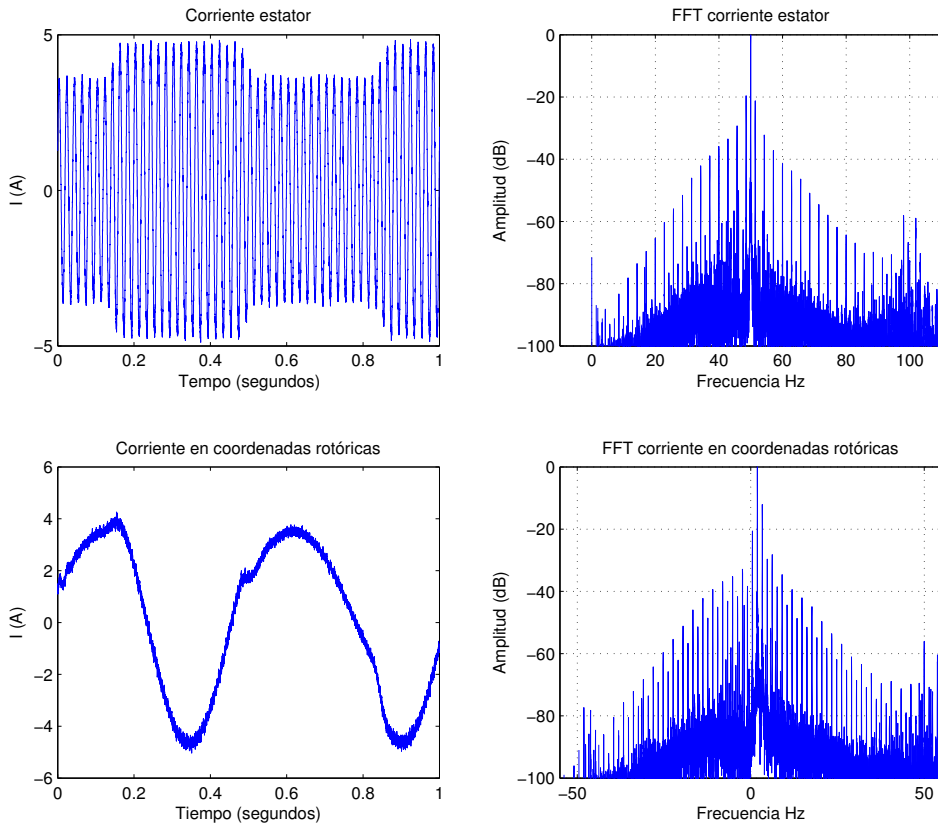 Corriente estator
5
0
−5
I (A)
0 0.2 0.4 0.6 0.8 1
Tempo (segundos)
FFT corriente estator
0
−20
−40
−60
−80
−100
Amplitud (dB)
0 20 40 60 80 100
Frecuencia Hz
Corriente en coordenadas rotóricas
6
4
2
0
−2
−4
−6
I (A)
0 0.2 0.4 0.6 0.8 1
Tiempo (segundos)
FFT corriente en coordenadas rotóricas
0
−20
−40
−60
−80
−100
Amplitud (dB)
−50 0 50
Frecuencia Hz